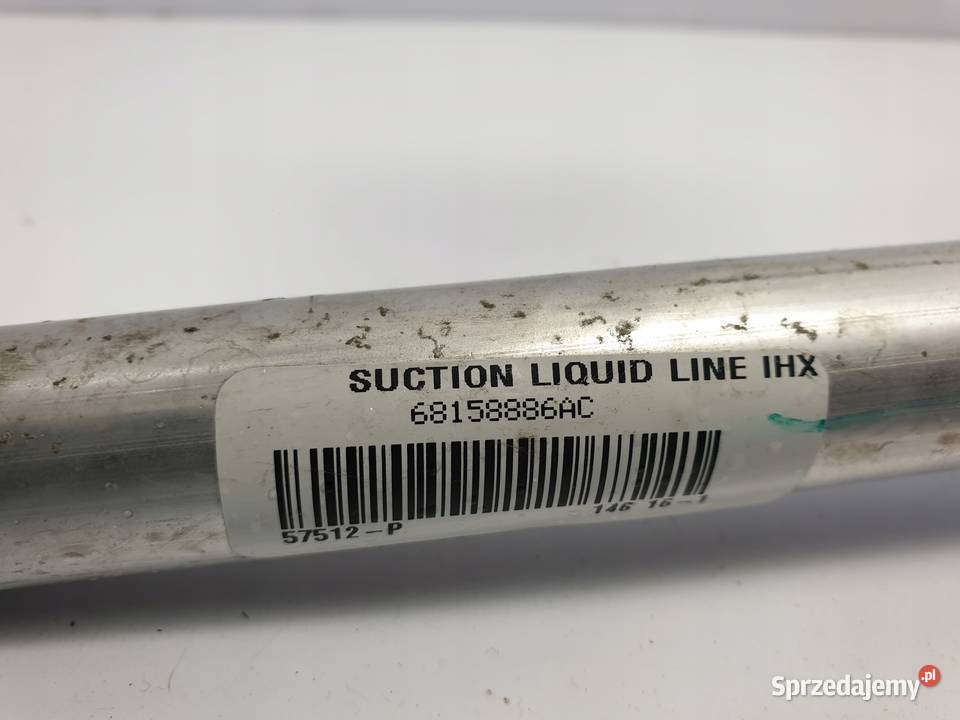 SUCTION LIQUID LINE IHX
68158886AC
57512-P 146 16-1
Sprzedajemy.pl